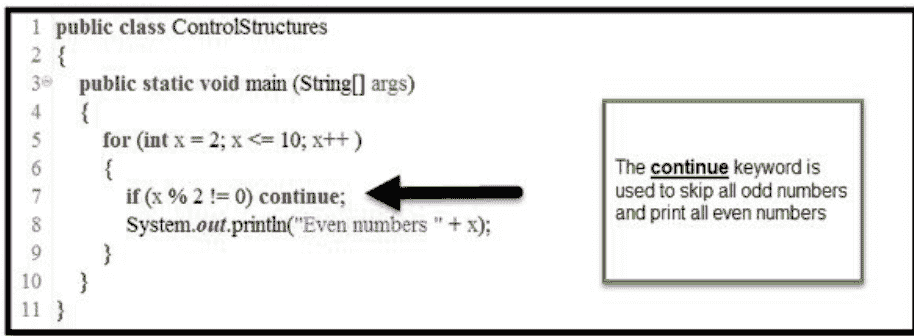 1 public class ControlStructures
2 {
3 public static void main (String[] args)
4 {
5 for (int x = 2; x <= 10; x++ )
6 {
7 if (x % 2 != 0) continue;
8 System.out.println("Even numbers " + x);
9 }
10 }
11 }
The continue keyword is
used to skip all odd numbers
and print all even numbers